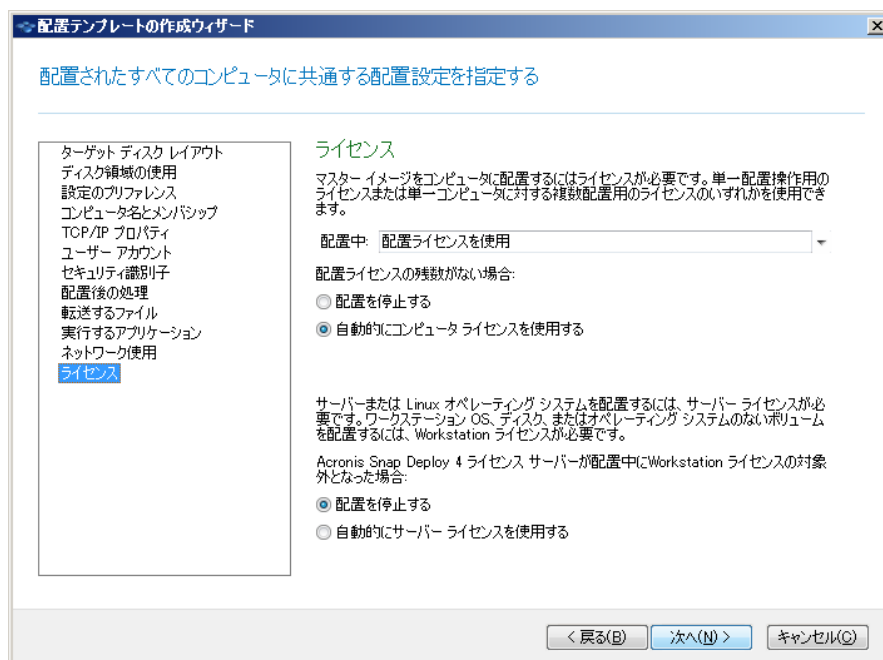 配置テンプレートの作成ウィザード
配置されたすべてのコンピュータに共通する配置設定を指定する
ターゲット ディスク レイアウト
ディスク領域の使用
設定のプリファレンス
コンピュータ名とメンバシップ
TCP/IP プロパティ
ユーザー アカウント
セキュリティ識別子
配置後の処理
転送するファイル
実行するアプリケーション
ネットワーク使用
ライセンス
ライセンス
マスター イメージをコンピュータに配置するにはライセンスが必要です。単一配置操作用の
ライセンスまたは単一コンピュータに対する複数配置用のライセンスのいずれかを使用でき
ます。
配置中: 配置ライセンスを使用
配置ライセンスの残数がない場合:
配置を停止する
自動的にコンピュータ ライセンスを使用する
サーバーまたは Linux オペレーティング システムを配置するには、サーバー ライセンスが必
要です。ワークステーション OS、ディスク、またはオペレーティング システムのないボリューム
を配置するには、Workstation ライセンスが必要です。
Acronis Snap Deploy 4 ライセンス サーバーが配置中にWorkstation ライセンスの対象
外となった場合:
配置を停止する
自動的にサーバー ライセンスを使用する
< 戻る(B) 次へ(N) > キャンセル(C)